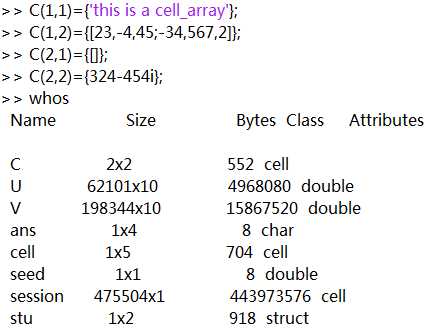 >> C(1,1)={'this is a cell_array'};
>> C(1,2)={[23,-4,45;-34,567,2]};
>> C(2,1)={[]};
>> C(2,2)={324-454i};
>> whos
Name Size Bytes Class Attributes
C 2x2 552 cell
U 62101x10 4968080 double
V 198344x10 15867520 double
ans 1x4 8 char
cell 1x5 704 cell
seed 1x1 8 double
session 475504x1 443973576 cell
stu 1x2 918 struct